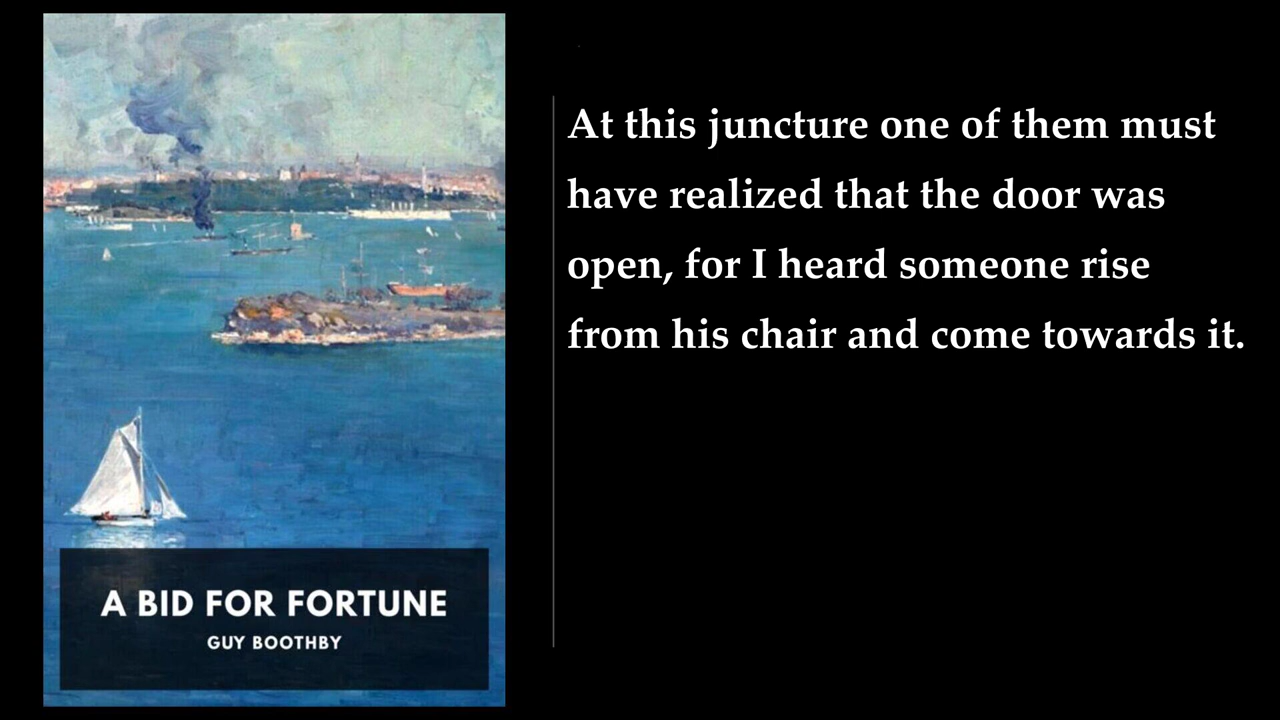 A BID FOR FORTUNE
GUY BOOTHBY
At this juncture one of them must
have realized that the door was
open, for I heard someone rise
from his chair and come towards it.